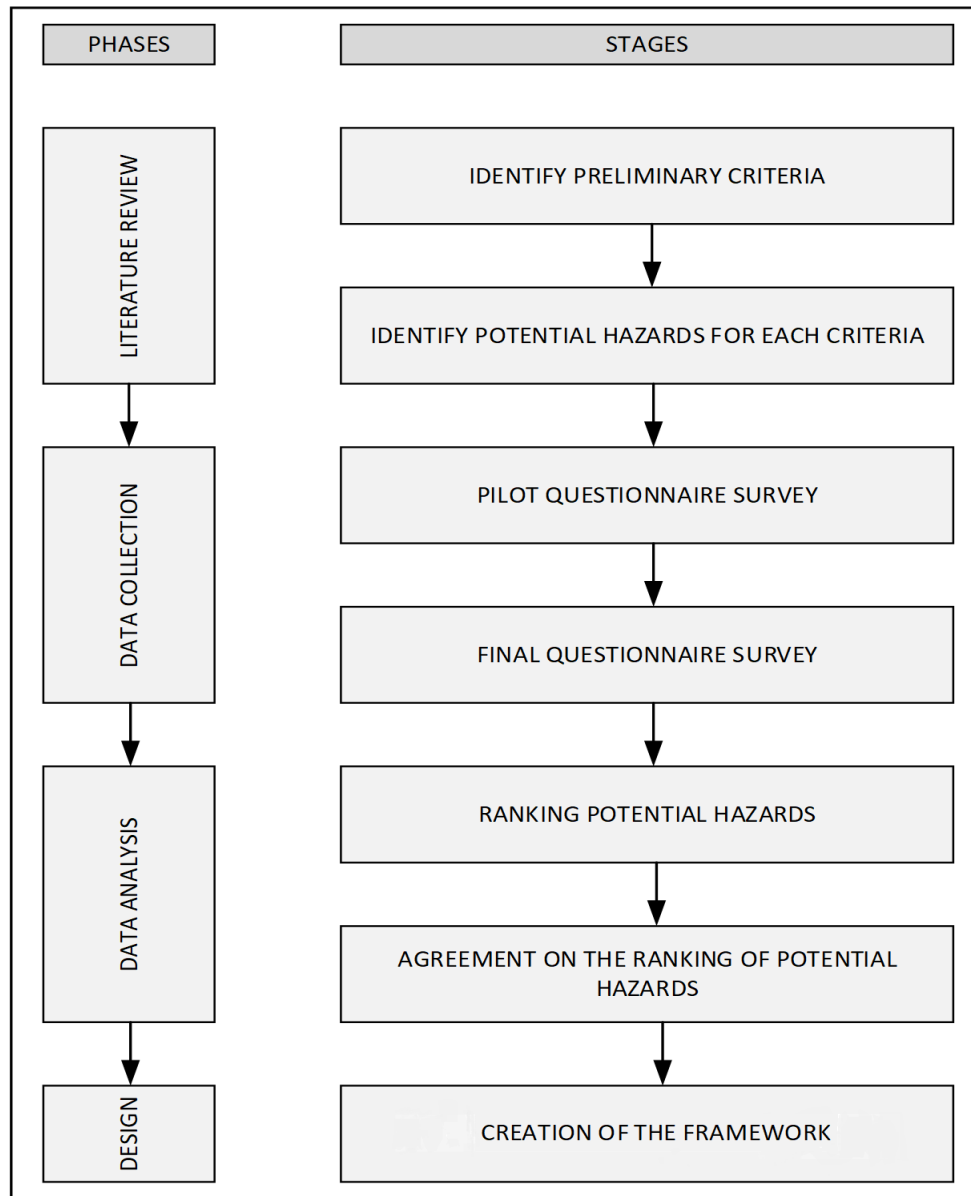 PHASES
STAGES
LITERATURE REVIEW
IDENTIFY PRELIMINARY CRITERIA
IDENTIFY POTENTIAL HAZARDS FOR EACH CRITERIA
DATA COLLECTION
PILOT QUESTIONNAIRE SURVEY
FINAL QUESTIONNAIRE SURVEY
DATA ANALYSIS
RANKING POTENTIAL HAZARDS
AGREEMENT ON THE RANKING OF POTENTIAL
HAZARDS
DESIGN
CREATION OF THE FRAMEWORK